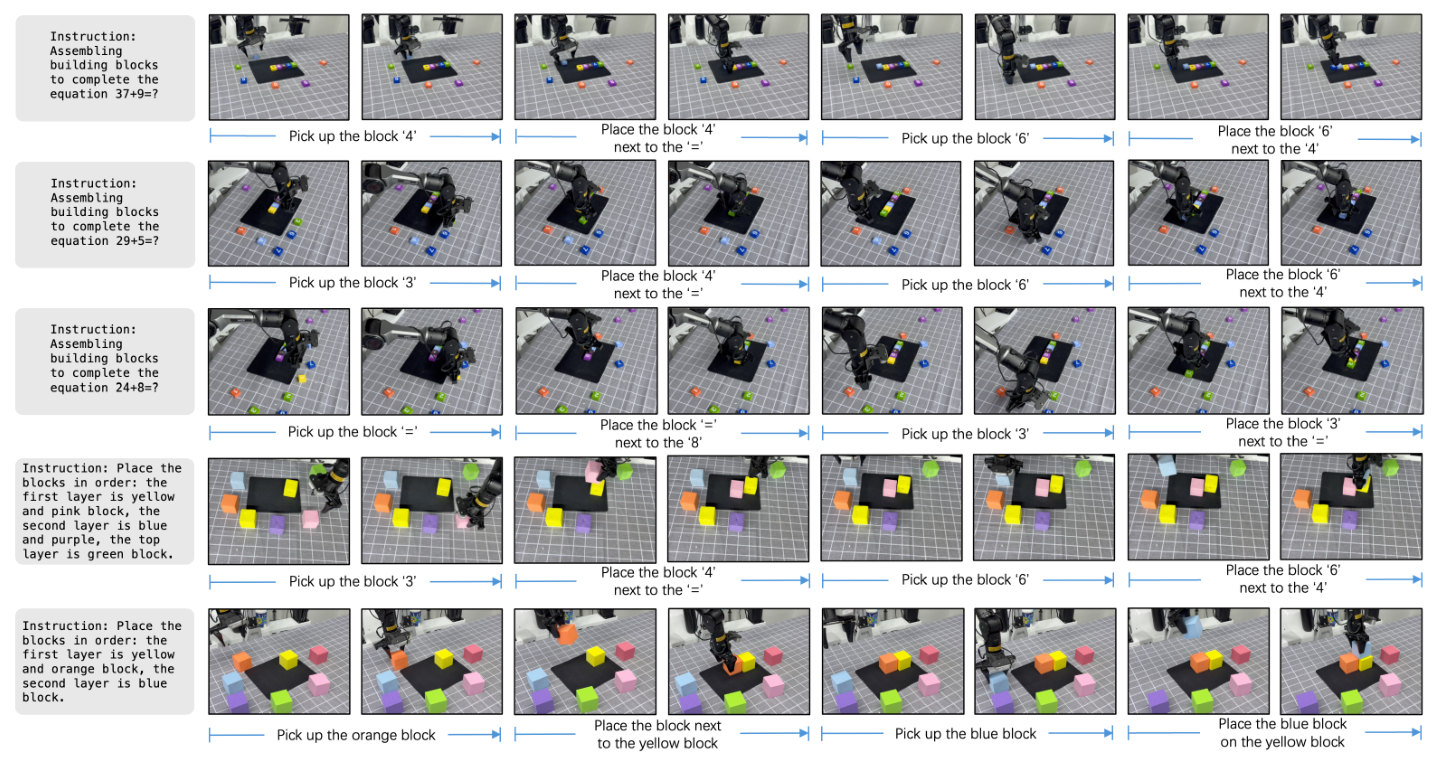 Instruction:
Assembling
building blocks
to complete the
equation 37+9=?
Pick up the block ‘4’
Place the block ‘4’
next to the ‘=’
Pick up the block ‘6’
Place the block ‘6’
next to the ‘4’
Instruction:
Assembling
building blocks
to complete the
equation 29+5=?
Pick up the block ‘3’
Place the block ‘4’
next to the ‘=’
Pick up the block ‘6’
Place the block ‘6’
next to the ‘4’
Instruction:
Assembling
building blocks
to complete the
equation 24+8=?
Pick up the block ‘=’
Place the block ‘=’
next to the ‘8’
Pick up the block ‘3’
Place the block ‘3’
next to the ‘=’
Instruction: Place the
blocks in order: the
first layer is yellow
and pink block, the
second layer is blue
and purple, the top
layer is green block.
Pick up the block ‘3’
Place the block ‘4’
next to the ‘=’
Pick up the block ‘6’
Place the block ‘6’
next to the ‘4’
Instruction: Place the
blocks in order: the
first layer is yellow
and orange block, the
second layer is blue
block.
Pick up the orange block
Place the block next
to the yellow block
Pick up the blue block
Place the blue block
on the yellow block